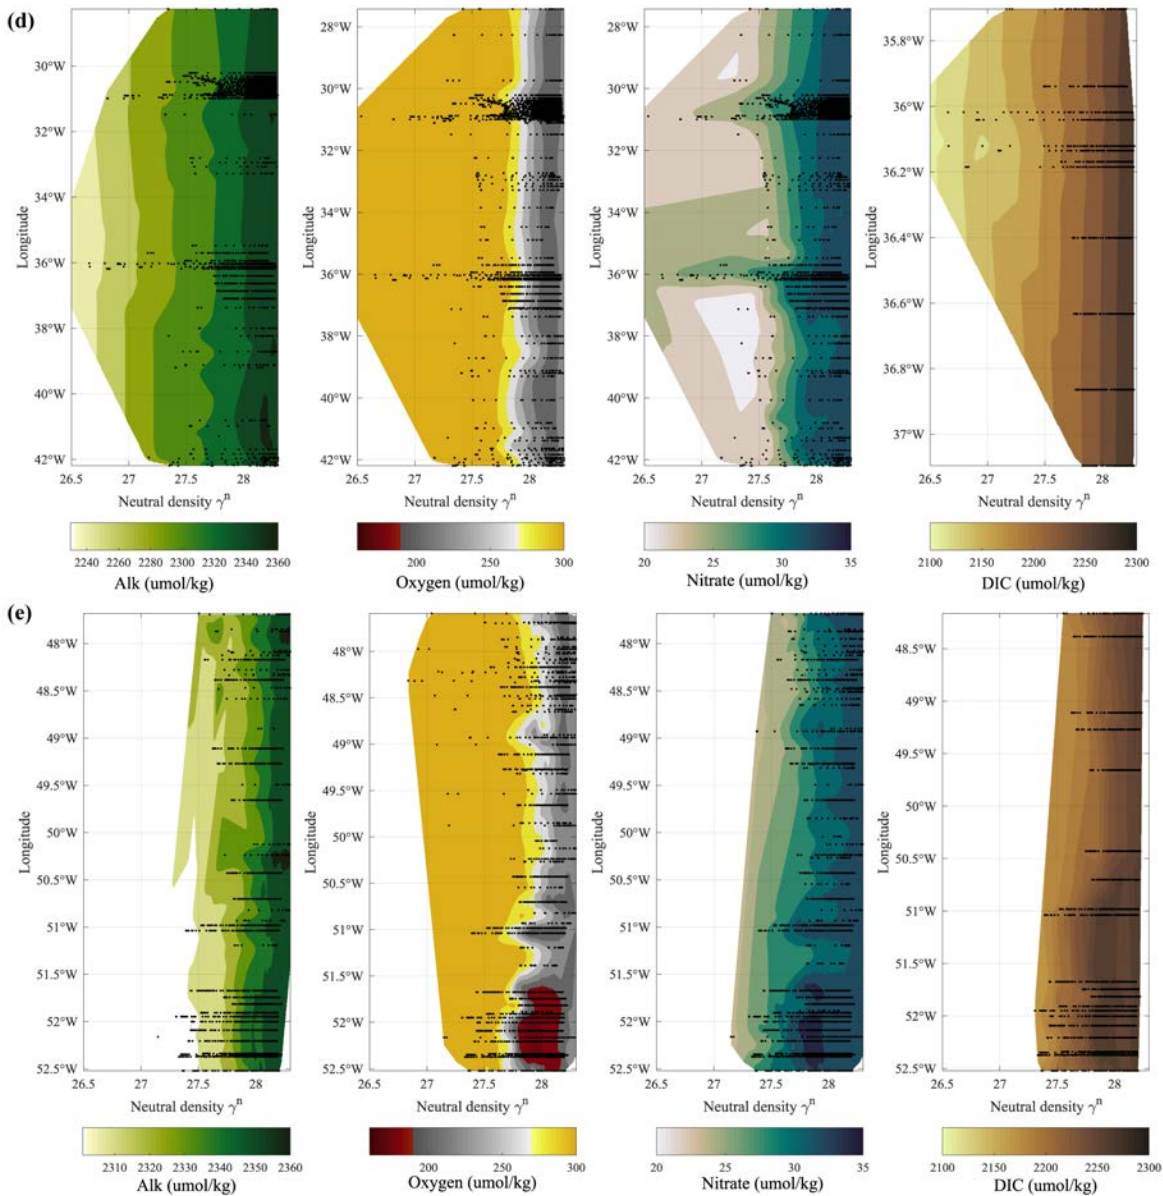 (d)
Longitude
30°W
32°W
34°W
36°W
38°W
40°W
42°W
26.5 27 27.5 28
Neutral density γⁿ
2240 2260 2280 2300 2320 2340 2360
Alk (umol/kg)
Longitude
28°W
30°W
32°W
34°W
36°W
38°W
40°W
42°W
26.5 27 27.5 28
Neutral density γⁿ
200 250 300
Oxygen (umol/kg)
Longitude
28°W
30°W
32°W
34°W
36°W
38°W
40°W
42°W
26.5 27 27.5 28
Neutral density γⁿ
20 25 30 35
Nitrate (umol/kg)
Longitude
35.8°W
36°W
36.2°W
36.4°W
36.6°W
36.8°W
37°W
26.5 27 27.5 28
Neutral density γⁿ
2100 2150 2200 2250 2300
DIC (umol/kg)
(e)
Longitude
48°W
48.5°W
49°W
49.5°W
50°W
50.5°W
51°W
51.5°W
52°W
52.5°W
26.5 27 27.5 28
Neutral density γⁿ
2310 2320 2330 2340 2350 2360
Alk (umol/kg)
Longitude
48°W
48.5°W
49°W
49.5°W
50°W
50.5°W
51°W
51.5°W
52°W
52.5°W
26.5 27 27.5 28
Neutral density γⁿ
200 250 300
Oxygen (umol/kg)
Longitude
48°W
48.5°W
49°W
49.5°W
50°W
50.5°W
51°W
51.5°W
52°W
52.5°W
26.5 27 27.5 28
Neutral density γⁿ
20 25 30 35
Nitrate (umol/kg)
Longitude
48.5°W
49°W
49.5°W
50°W
50.5°W
51°W
51.5°W
52°W
52.5°W
26.5 27 27.5 28
Neutral density γⁿ
2100 2150 2200 2250 2300
DIC (umol/kg)